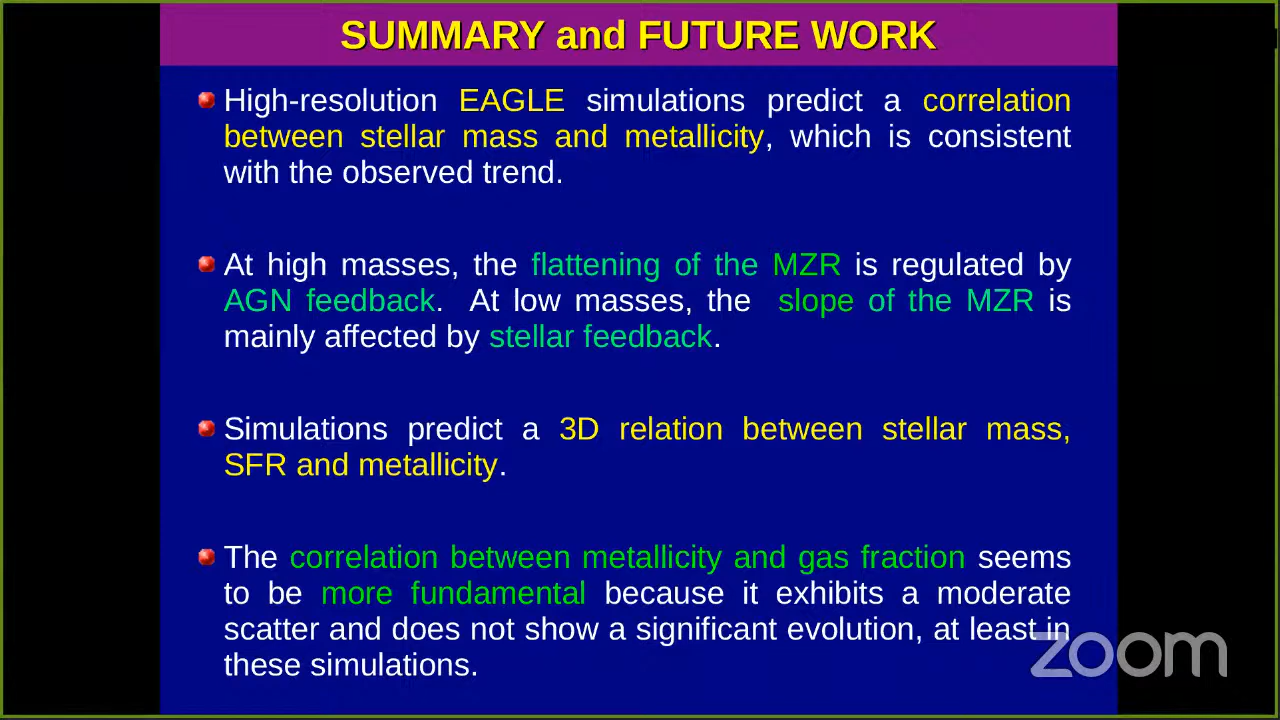 SUMMARY and FUTURE WORK
High-resolution EAGLE simulations predict a correlation
between stellar mass and metallicity, which is consistent
with the observed trend.
At high masses, the flattening of the MZR is regulated by
AGN feedback. At low masses, the slope of the MZR is
mainly affected by stellar feedback.
Simulations predict a 3D relation between stellar mass,
SFR and metallicity.
The correlation between metallicity and gas fraction seems
to be more fundamental because it exhibits a moderate
scatter and does not show a significant evolution, at least in
these simulations.
zoom